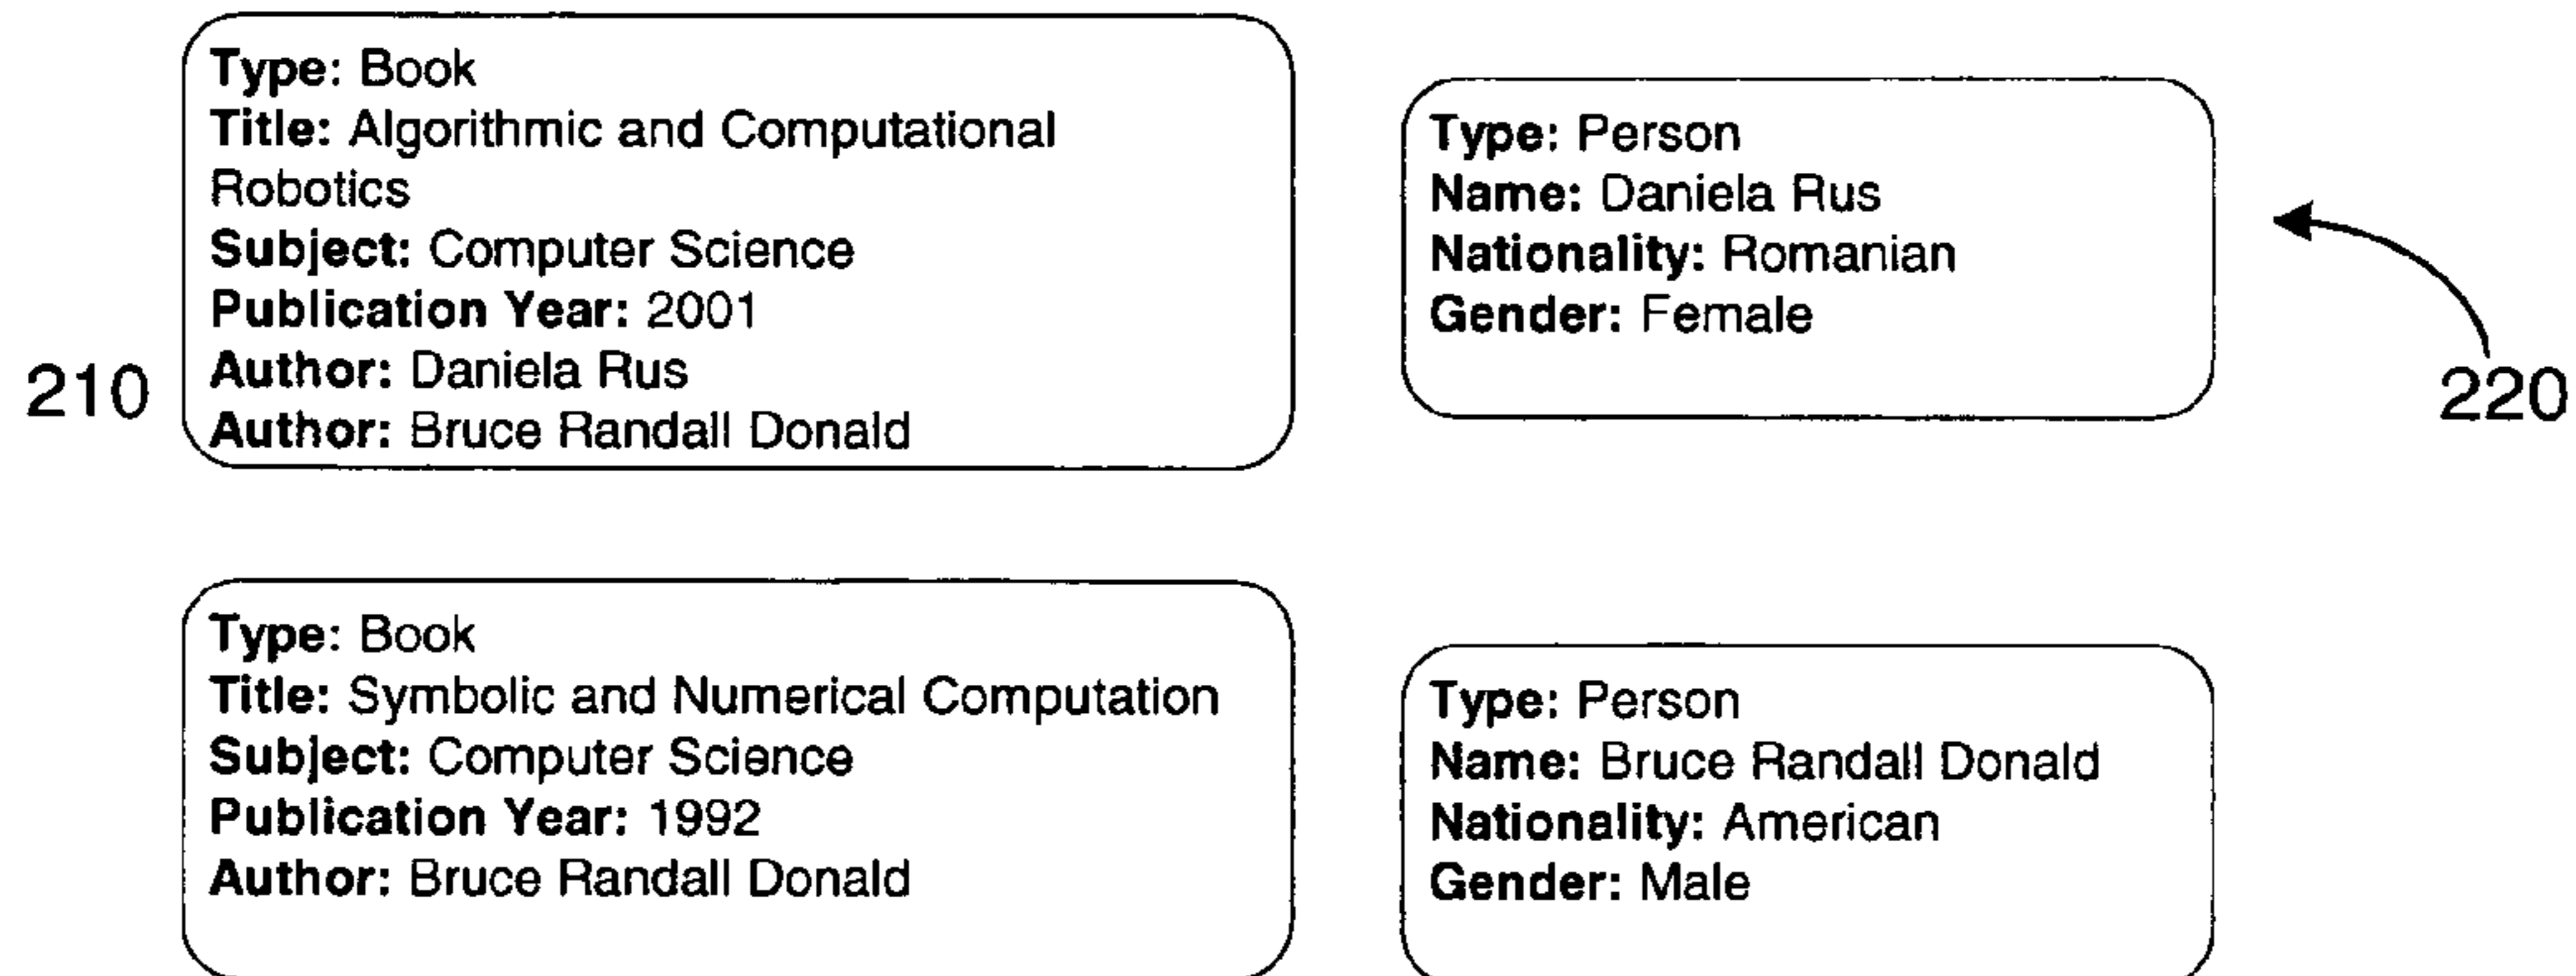 Type: Book
Title: Algorithmic and Computational
Robotics
Subject: Computer Science
Publication Year: 2001
Author: Daniela Rus
Author: Bruce Randall Donald
210
Type: Person
Name: Daniela Rus
Nationality: Romanian
Gender: Female
220
Type: Book
Title: Symbolic and Numerical Computation
Subject: Computer Science
Publication Year: 1992
Author: Bruce Randall Donald
Type: Person
Name: Bruce Randall Donald
Nationality: American
Gender: Male